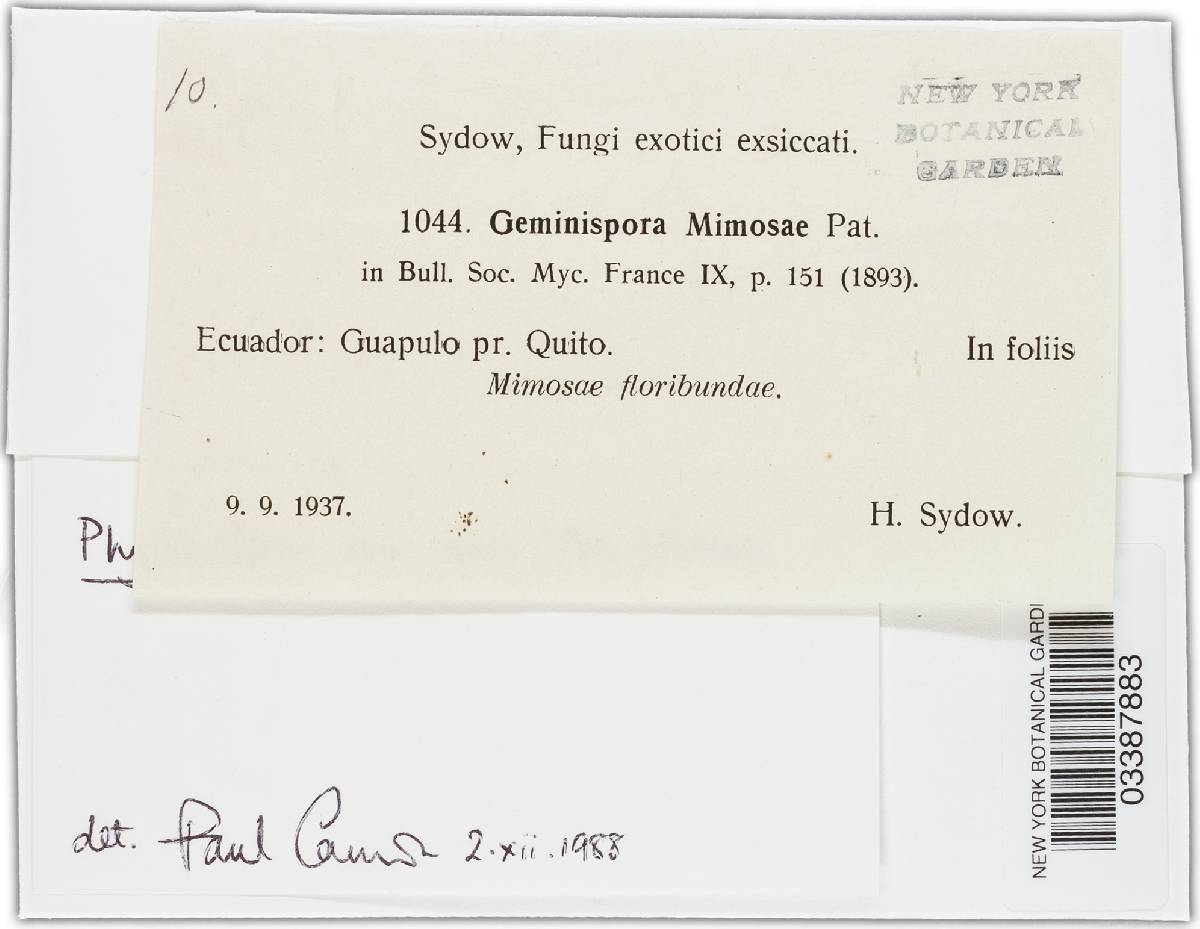 10.
NEW YORK
BOTANICAL
GARDEN
Sydow, Fungi exotici exsiccati.
1044. Geminispora Mimosae Pat.
in Bull. Soc. Myc. France IX, p. 151 (1893).
Ecuador: Guapulo pr. Quito. In foliis
Mimosae floribundae.
9. 9. 1937. H. Sydow.
Ph
det. Paul Cannon 2.xii.1988
NEW YORK BOTANICAL GARD
03387883